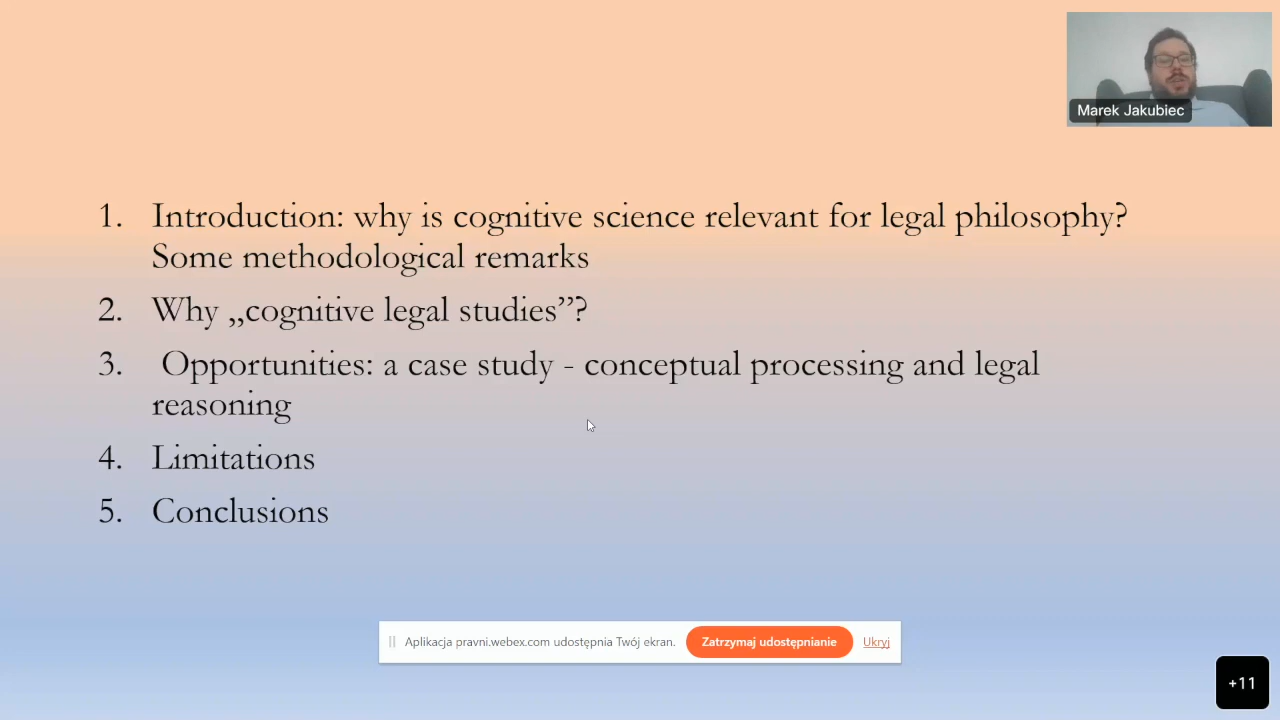 Marek Jakubiec
1. Introduction: why is cognitive science relevant for legal philosophy?
Some methodological remarks
2. Why „cognitive legal studies”?
3. Opportunities: a case study - conceptual processing and legal
reasoning
4. Limitations
5. Conclusions
Aplikacja pravni.webex.com udostępnia Twój ekran. Zatrzymaj udostępnianie Ukryj
+11